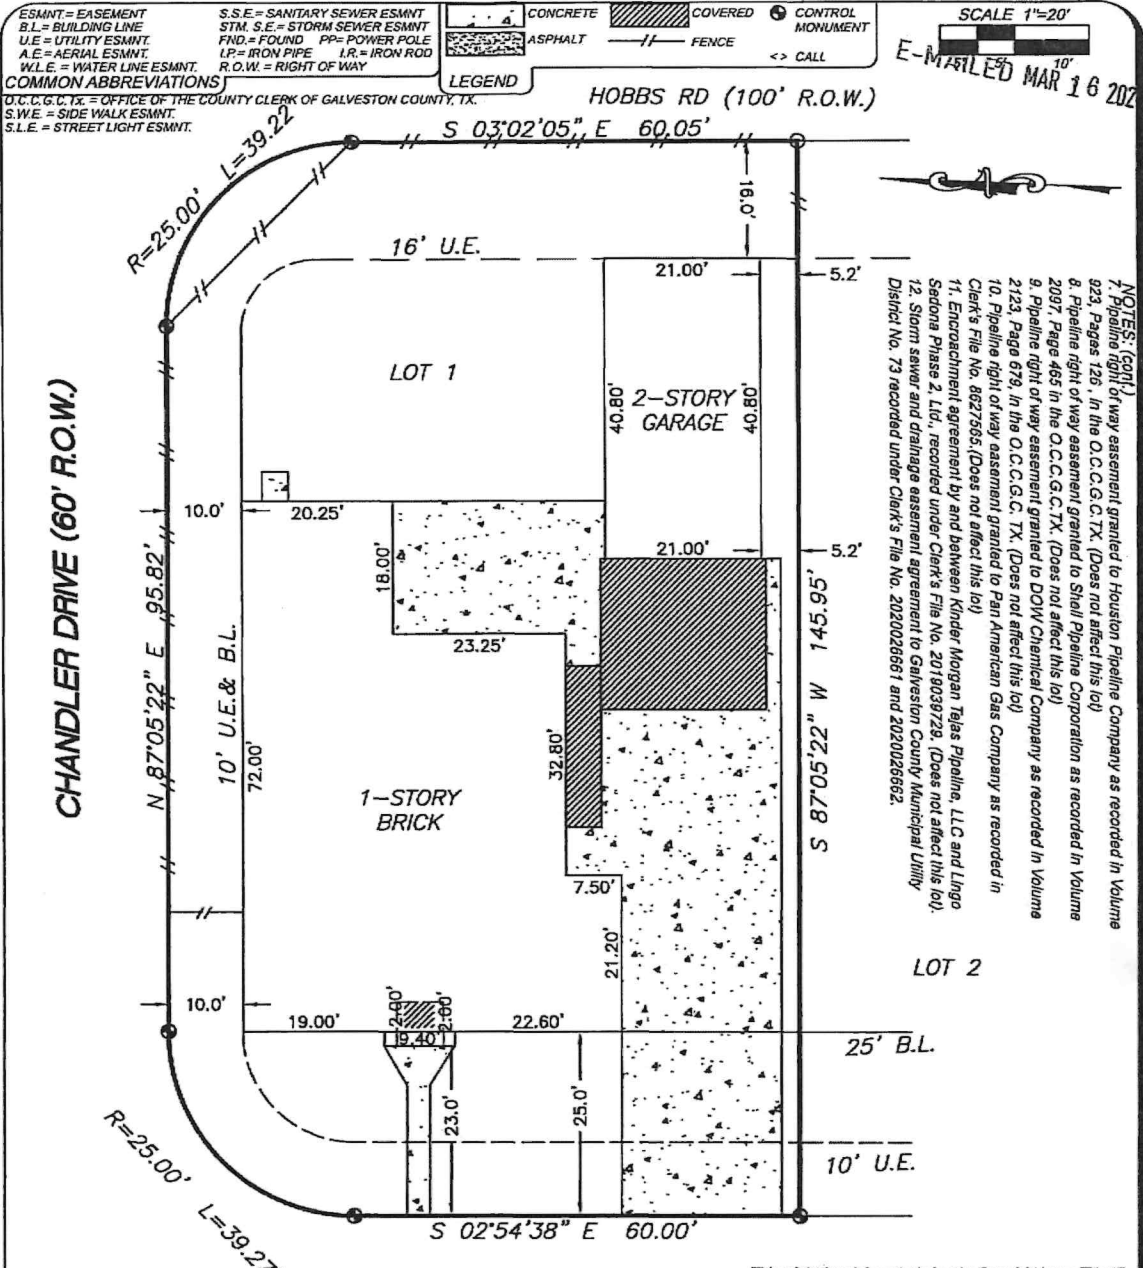 ESMNT.= EASEMENT
B.L.= BUILDING LINE
U.E = UTILITY ESMNT.
A.E = AERIAL ESMNT.
W.L.E. = WATER LINE ESMNT.
COMMON ABBREVIATIONS
S.S.E.= SANITARY SEWER ESMNT
STM. S.E.= STORM SEWER ESMNT
FND.= FOUND PP= POWER POLE
I.P.= IRON PIPE I.R.= IRON ROD
R.O.W. = RIGHT OF WAY
O.C.C.G.C.Tx. = OFFICE OF THE COUNTY CLERK OF GALVESTON COUNTY, TX.
S.W.E. = SIDE WALK ESMNT.
S.L.E. = STREET LIGHT ESMNT.
CONCRETE
ASPHALT
COVERED
FENCE
CONTROL
MONUMENT
<> CALL
LEGEND
SCALE 1"=20'
5' 10'
E-MAILED MAR 16 202
HOBBS RD (100' R.O.W.)
S 03°02'05" E 60.05'
L=39.22
R=25.00'
16.0'
16' U.E.
21.00'
5.2'
LOT 1
2-STORY
GARAGE
40.80'
40.80'
10.0'
20.25'
18.00'
21.00'
5.2'
23.25'
CHANDLER DRIVE (60' R.O.W.)
N 87°05'22" E 95.82'
10' U.E.& B.L.
72.00'
32.80'
1-STORY
BRICK
S 87°05'22" W 145.95'
7.50'
21.20'
LOT 2
10.0'
19.00'
2.00'
2.00'
9.40'
22.60'
25' B.L.
23.0'
25.0'
10' U.E.
R=25.00'
L=39.27
S 02°54'38" E 60.00'
NOTES: (cont.)
7. Pipeline right of way easement granted to Houston Pipeline Company as recorded in Volume
923, Pages 126 , in the O.C.C.G.C.TX. (Does not affect this lot)
8. Pipeline right of way easement granted to Shell Pipeline Corporation as recorded in Volume
2097, Page 465 in the O.C.C.G.C.TX. (Does not affect this lot)
9. Pipeline right of way easement granted to DOW Chemical Company as recorded in Volume
2123, Page 679, in the O.C.C.G.C. TX. (Does not affect this lot)
10. Pipeline right of way easement granted to Pan American Gas Company as recorded in
Clerk's File No. 8627565.(Does not affect this lot)
11. Encroachment agreement by and between Kinder Morgan Tejas Pipeline, LLC and Lingo
Sedona Phase 2, Ltd., recorded under Clerk's File No. 2019039729. (Does not affect this lot).
12. Storm sewer and drainage easement agreement to Galveston County Municipal Utility
District No. 73 recorded under Clerk's File No. 2020026661 and 2020026662.